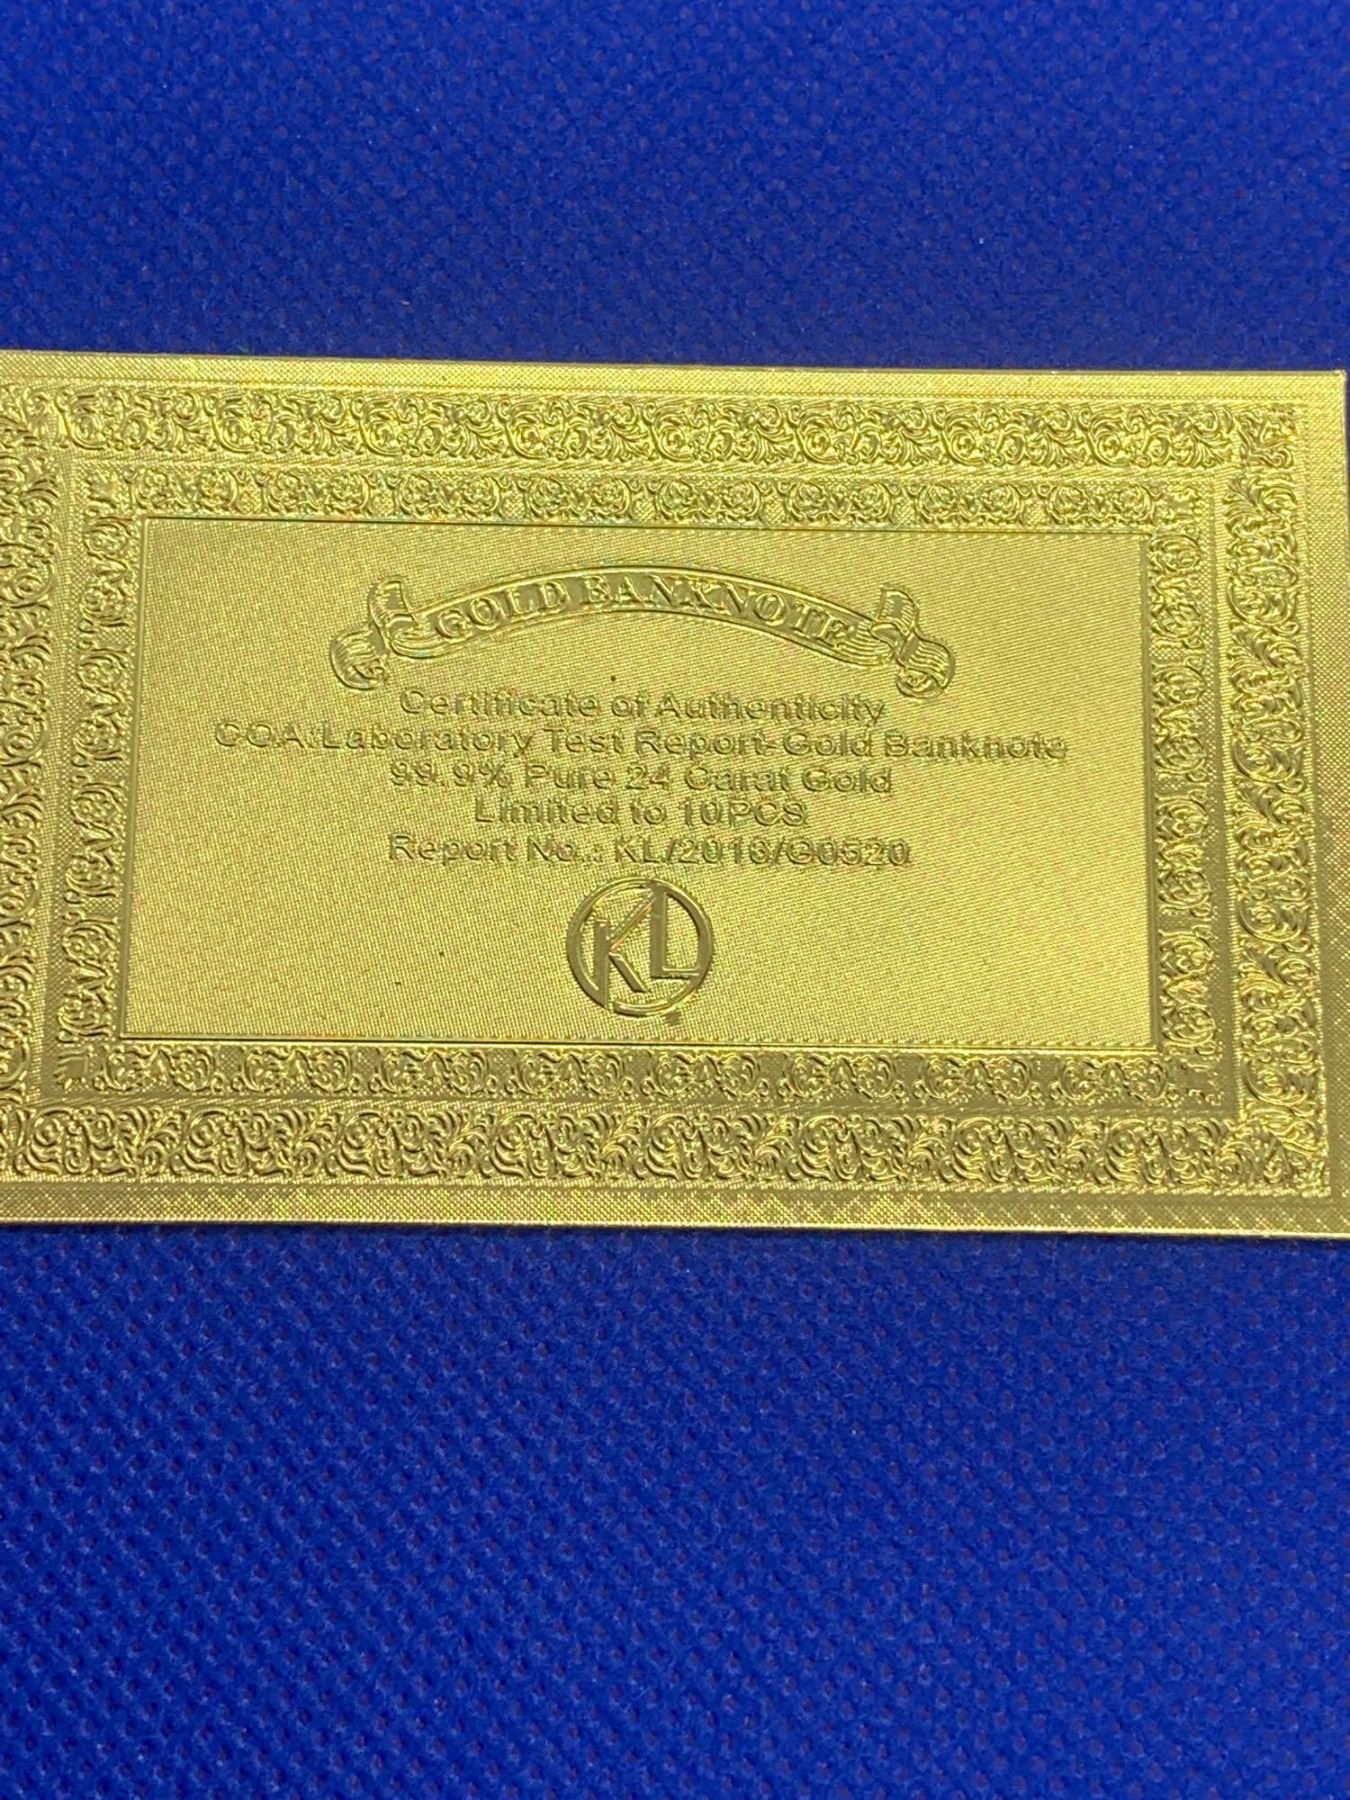 GOLD BANKNOTE
Certificate of Authenticity
COA:Laboratory Test Report-Gold Banknote
99.9% Pure 24 Carat Gold
Limited to 10PCS
Report No.: KL/2018/G0520
KL